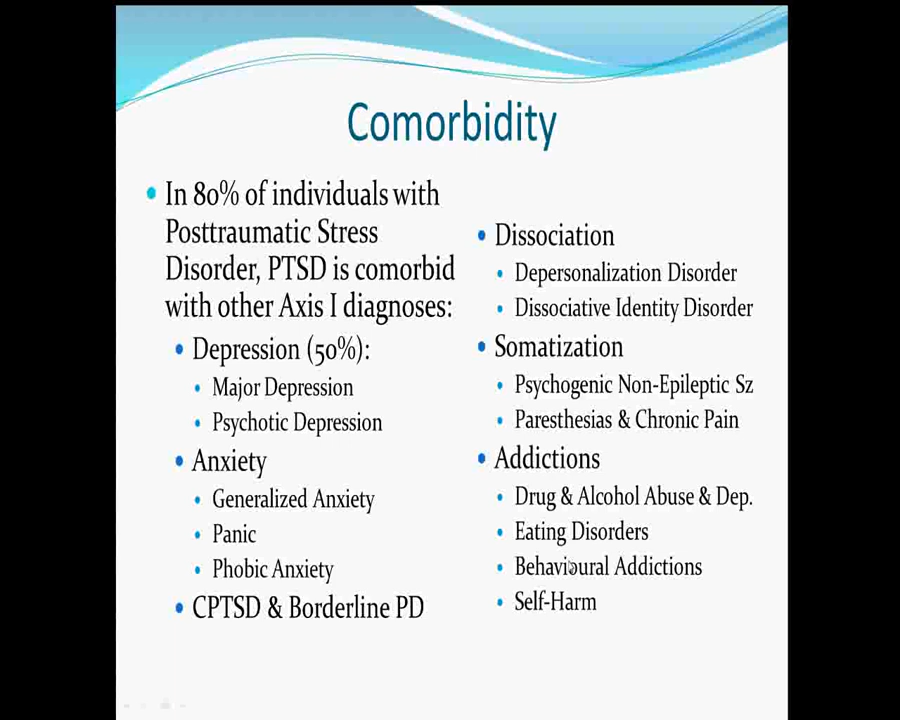 Comorbidity
• In 80% of individuals with
Posttraumatic Stress
Disorder, PTSD is comorbid
with other Axis I diagnoses:
• Depression (50%):
• Major Depression
• Psychotic Depression
• Anxiety
• Generalized Anxiety
• Panic
• Phobic Anxiety
• CPTSD & Borderline PD
• Dissociation
• Depersonalization Disorder
• Dissociative Identity Disorder
• Somatization
• Psychogenic Non-Epileptic Sz
• Paresthesias & Chronic Pain
• Addictions
• Drug & Alcohol Abuse & Dep.
• Eating Disorders
• Behavioural Addictions
• Self-Harm